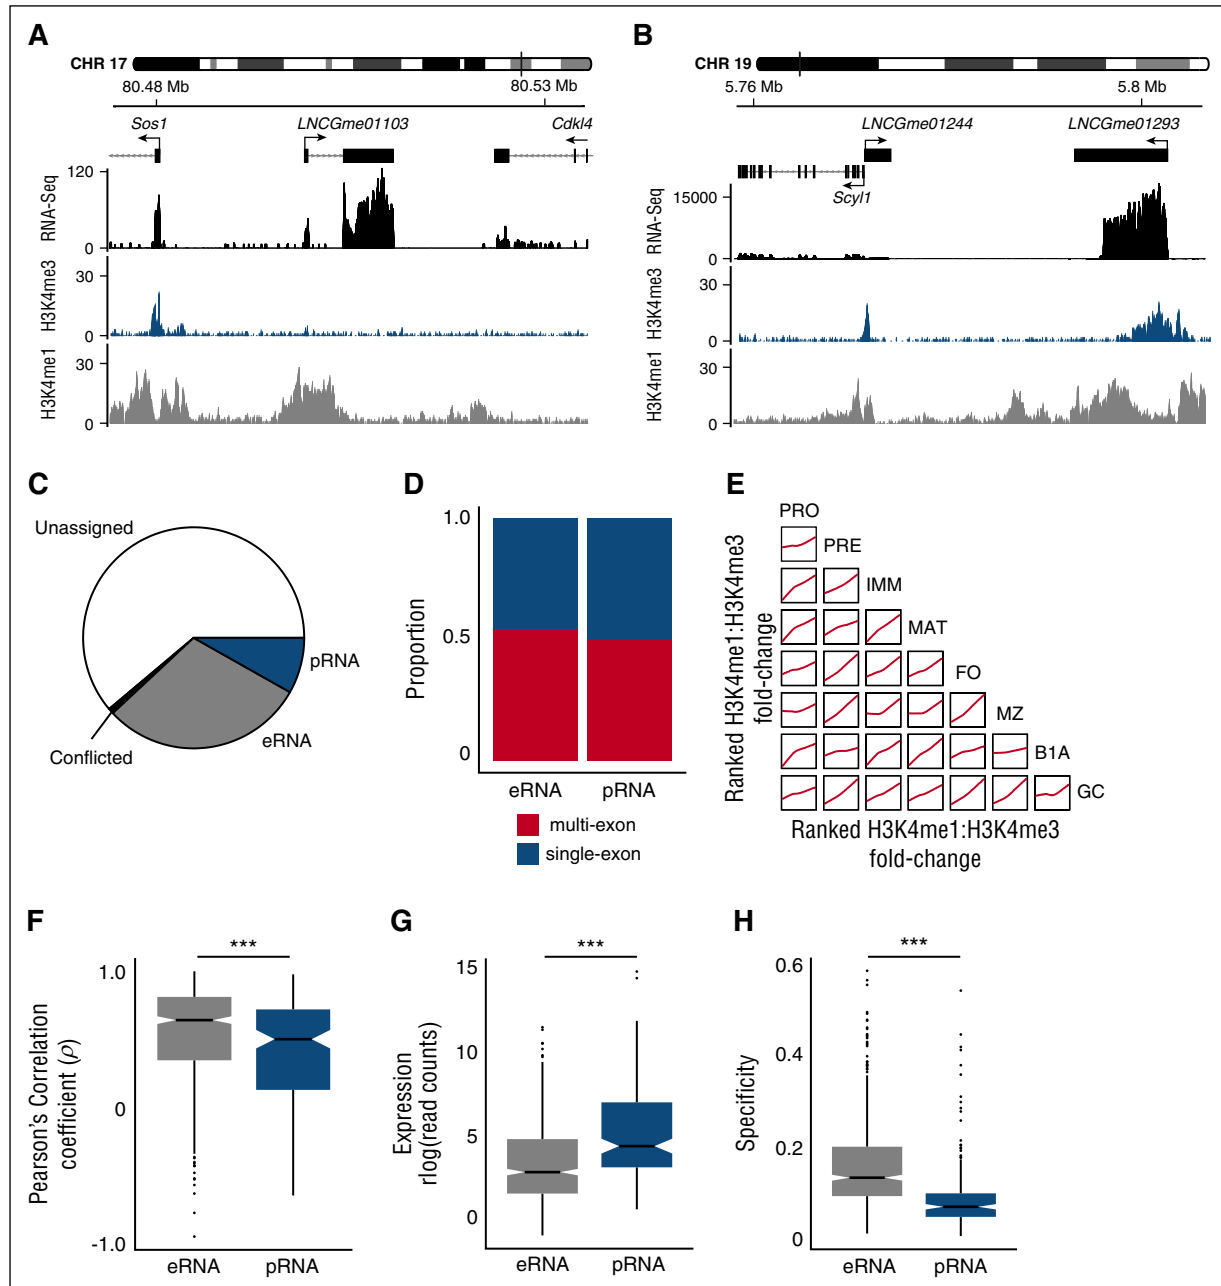 A
CHR 17
80.48 Mb
80.53 Mb
Sos1
LNCGme01103
Cdkl4
120
0
RNA-Seq
30
0
H3K4me3
30
0
H3K4me1
B
CHR 19
5.76 Mb
5.8 Mb
LNCGme01244
LNCGme01293
Scyl1
15000
0
RNA-Seq
30
0
H3K4me3
30
0
H3K4me1
C
Unassigned
pRNA
eRNA
Conflicted
D
Proportion
1.0
0.5
0
eRNA
pRNA
multi-exon
single-exon
E
Ranked H3K4me1:H3K4me3
fold-change
PRO
PRE
IMM
MAT
FO
MZ
B1A
GC
Ranked H3K4me1:H3K4me3
fold-change
F
Pearson's Correlation
coefficient (ρ)
1.0
0
-1.0
***
eRNA
pRNA
G
Expression
rlog(read counts)
15
10
5
0
***
eRNA
pRNA
H
Specificity
0.6
0.4
0.2
0
***
eRNA
pRNA